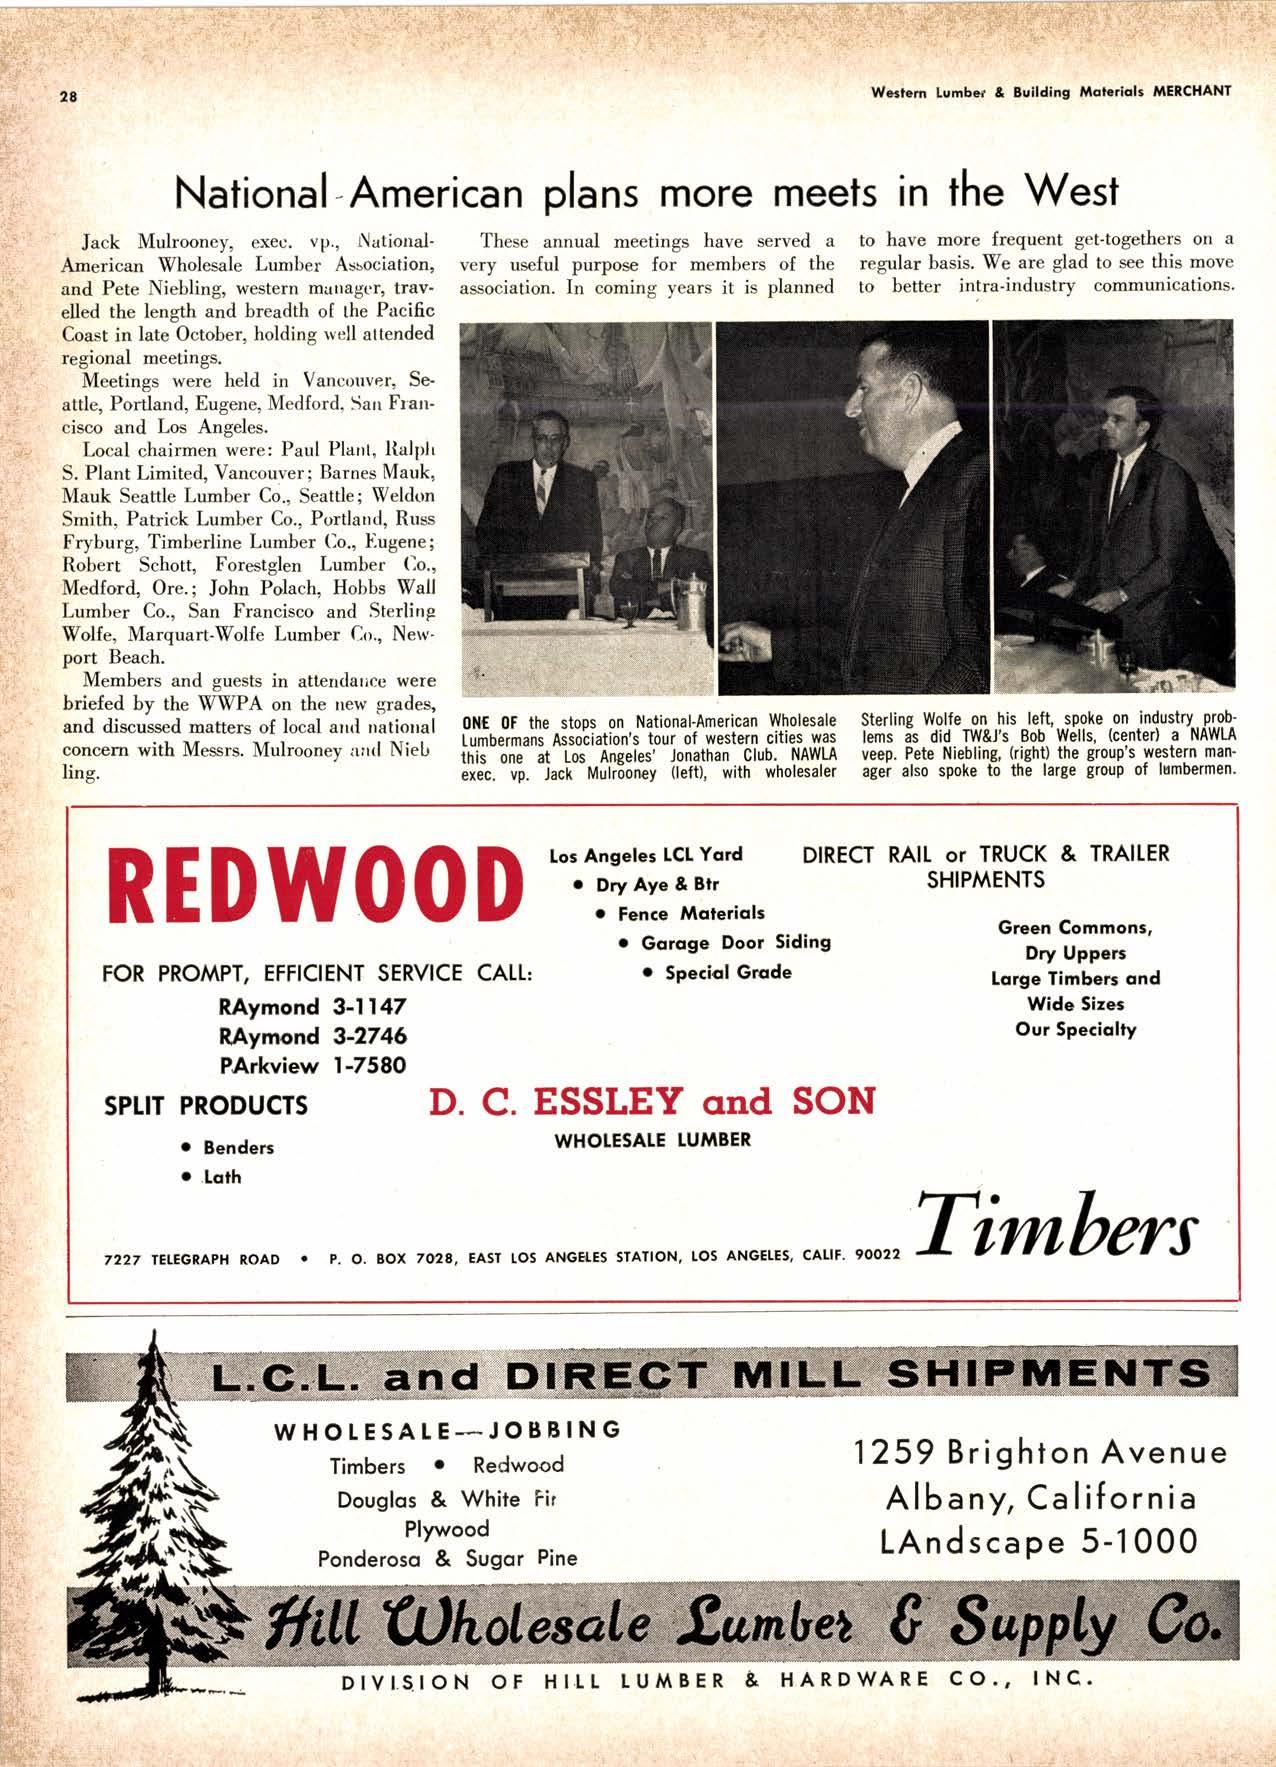 28
Western Lumber & Building Materials MERCHANT
National-American plans more meets in the West
Jack Mulrooney, exec. vp., National-
American Wholesale Lumber Association,
and Pete Niebling, western manager, trav-
elled the length and breadth of the Pacific
Coast in late October, holding well attended
regional meetings.
Meetings were held in Vancouver, Se-
attle, Portland, Eugene, Medford, San Fran-
cisco and Los Angeles.
Local chairmen were: Paul Plant, Ralph
S. Plant Limited, Vancouver; Barnes Mauk,
Mauk Seattle Lumber Co., Seattle; Weldon
Smith, Patrick Lumber Co., Portland, Russ
Fryburg, Timberline Lumber Co., Eugene;
Robert Schott, Forestglen Lumber Co.,
Medford, Ore.; John Polach, Hobbs Wall
Lumber Co., San Francisco and Sterling
Wolfe, Marquart-Wolfe Lumber Co., New-
port Beach.
Members and guests in attendance were
briefed by the WWPA on the new grades,
and discussed matters of local and national
concern with Messrs. Mulrooney and Nieb
ling.
These annual meetings have served a
very useful purpose for members of the
association. In coming years it is planned
to have more frequent get-togethers on a
regular basis. We are glad to see this move
to better intra-industry communications.
ONE OF the stops on National-American Wholesale
Lumbermans Association's tour of western cities was
this one at Los Angeles' Jonathan Club. NAWLA
exec. vp. Jack Mulrooney (left), with wholesaler
Sterling Wolfe on his left, spoke on industry prob-
lems as did TW&J's Bob Wells, (center) a NAWLA
veep. Pete Niebling, (right) the group's western man-
ager also spoke to the large group of lumbermen.
REDWOOD
FOR PROMPT, EFFICIENT SERVICE CALL:
RAymond 3-1147
RAymond 3-2746
PArkview 1-7580
Los Angeles LCL Yard
• Dry Aye & Btr
• Fence Materials
• Garage Door Siding
• Special Grade
DIRECT RAIL or TRUCK & TRAILER
SHIPMENTS
Green Commons,
Dry Uppers
Large Timbers and
Wide Sizes
Our Specialty
SPLIT PRODUCTS
• Benders
• Lath
D. C. ESSLEY and SON
WHOLESALE LUMBER
Timbers
7227 TELEGRAPH ROAD • P. O. BOX 7028, EAST LOS ANGELES STATION, LOS ANGELES, CALIF. 90022
L.C.L. and DIRECT MILL SHIPMENTS
WHOLESALE—JOBBING
Timbers • Redwood
Douglas & White Fir
Plywood
Ponderosa & Sugar Pine
1259 Brighton Avenue
Albany, California
LAndscape 5-1000
Hill Wholesale Lumber & Supply Co.
DIVISION OF HILL LUMBER & HARDWARE CO., INC.